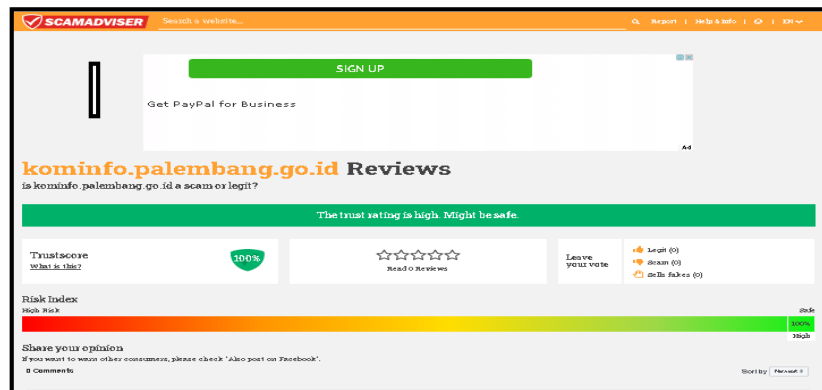 SCAMADVISER Search a website... Report | Help & info | | EN
SIGN UP
Get PayPal for Business
Ad
kominfo.palembang.go.id Reviews
is kominfo.palembang.go.id a scam or legit?
The trust rating is high. Might be safe.
Trustscore
What is this?
100%
Read 0 Reviews
Leave
your vote
Legit (0)
Scam (0)
Sells fakes (0)
Risk Index
High Risk Safe
100%
High
Share your opinion
If you want to warn other consumers, please check 'Also post on Facebook'.
0 Comments Sort by Newest